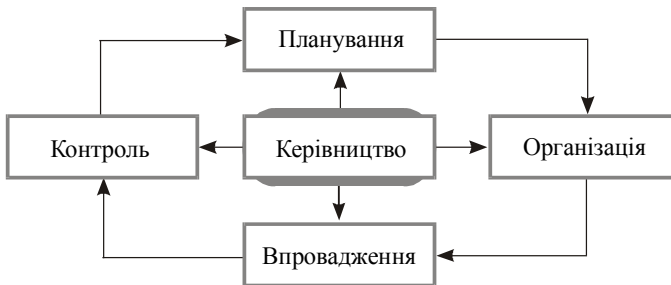 Планування
Контроль
Керівництво
Організація
Впровадження